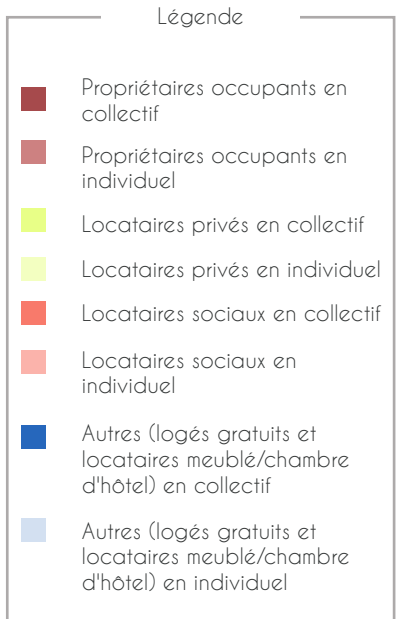 Légende
Propriétaires occupants en
collectif
Propriétaires occupants en
individuel
Locataires privés en collectif
Locataires privés en individuel
Locataires sociaux en collectif
Locataires sociaux en
individuel
Autres (logés gratuits et
locataires meublé/chambre
d'hôtel) en collectif
Autres (logés gratuits et
locataires meublé/chambre
d'hôtel) en individuel